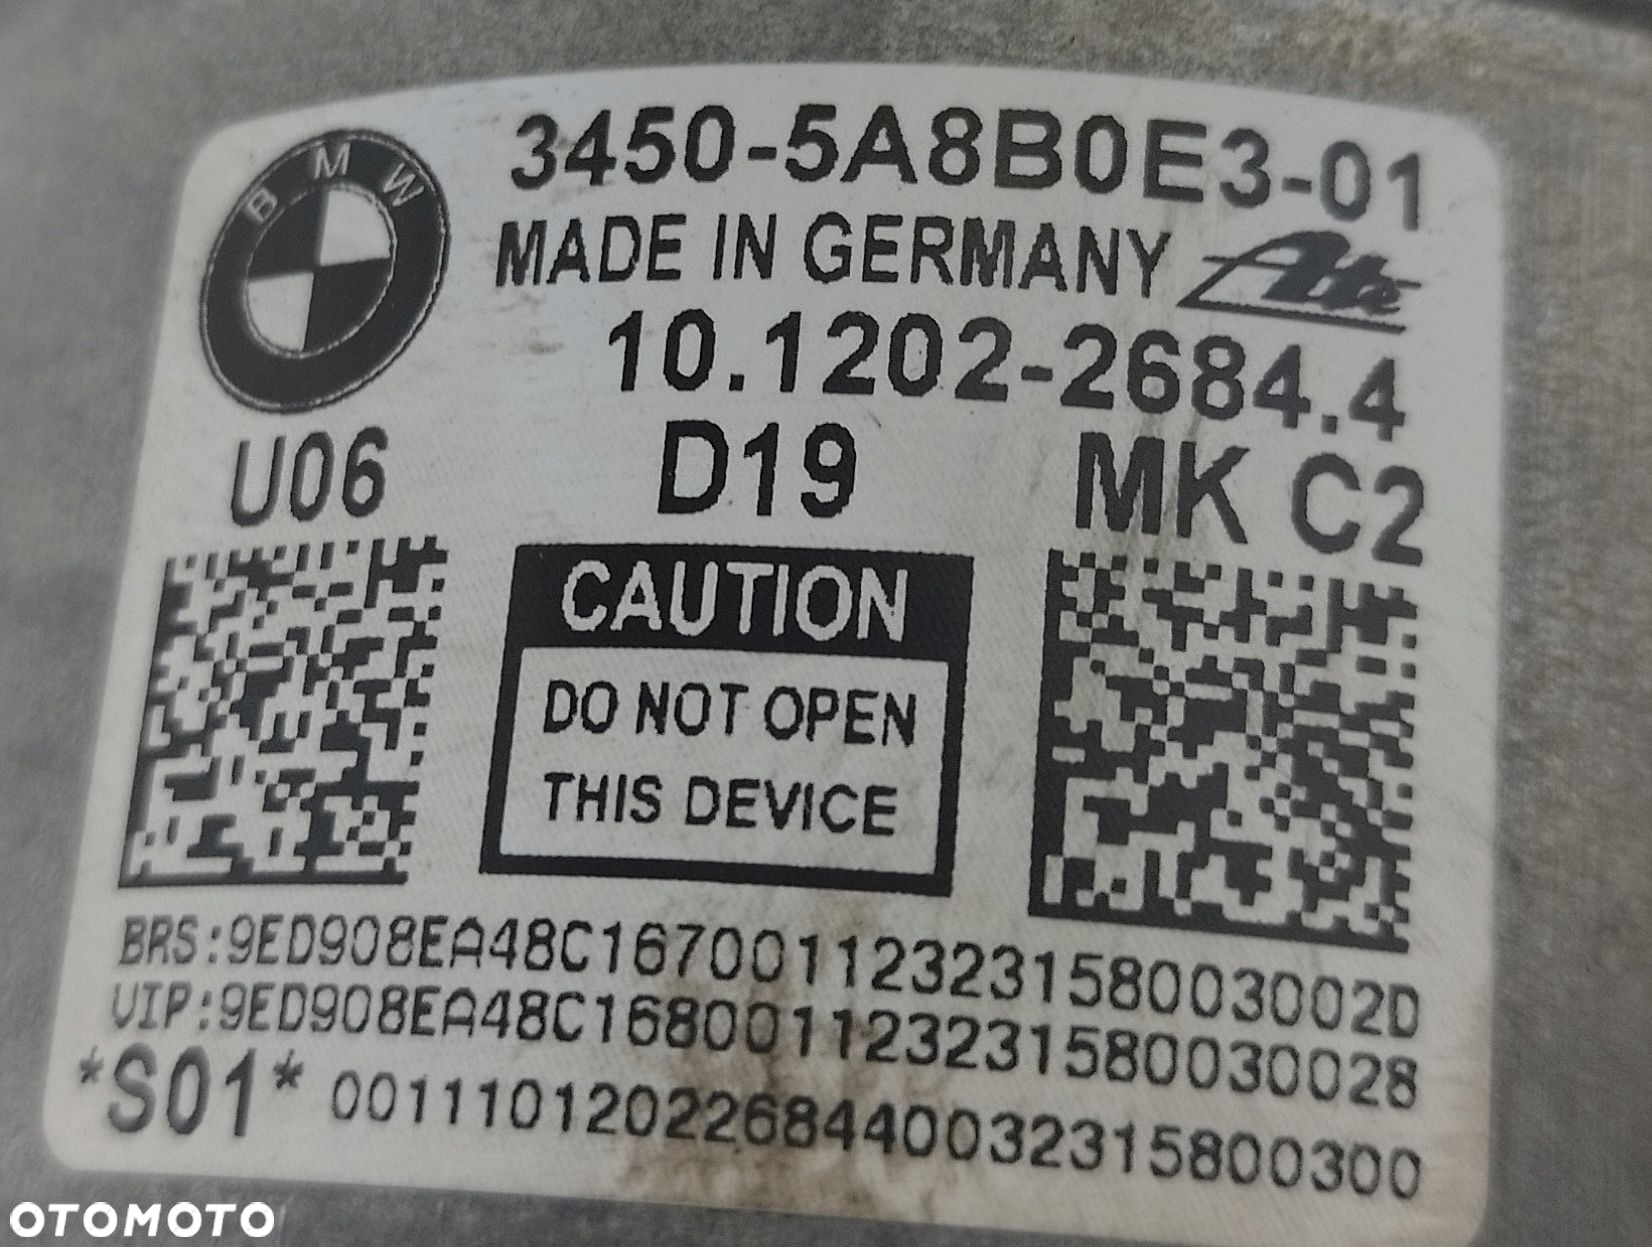 BMW
3450-5A8B0E3-01
MADE IN GERMANY Ate
10.1202-2684.4
U06 D19 MK C2
CAUTION
DO NOT OPEN
THIS DEVICE
BRS:9ED908EA48C16700112323158003002D
VIP:9ED908EA48C168001123231580030028
*S01* 00111012022684400323158003​00
OTOMOTO